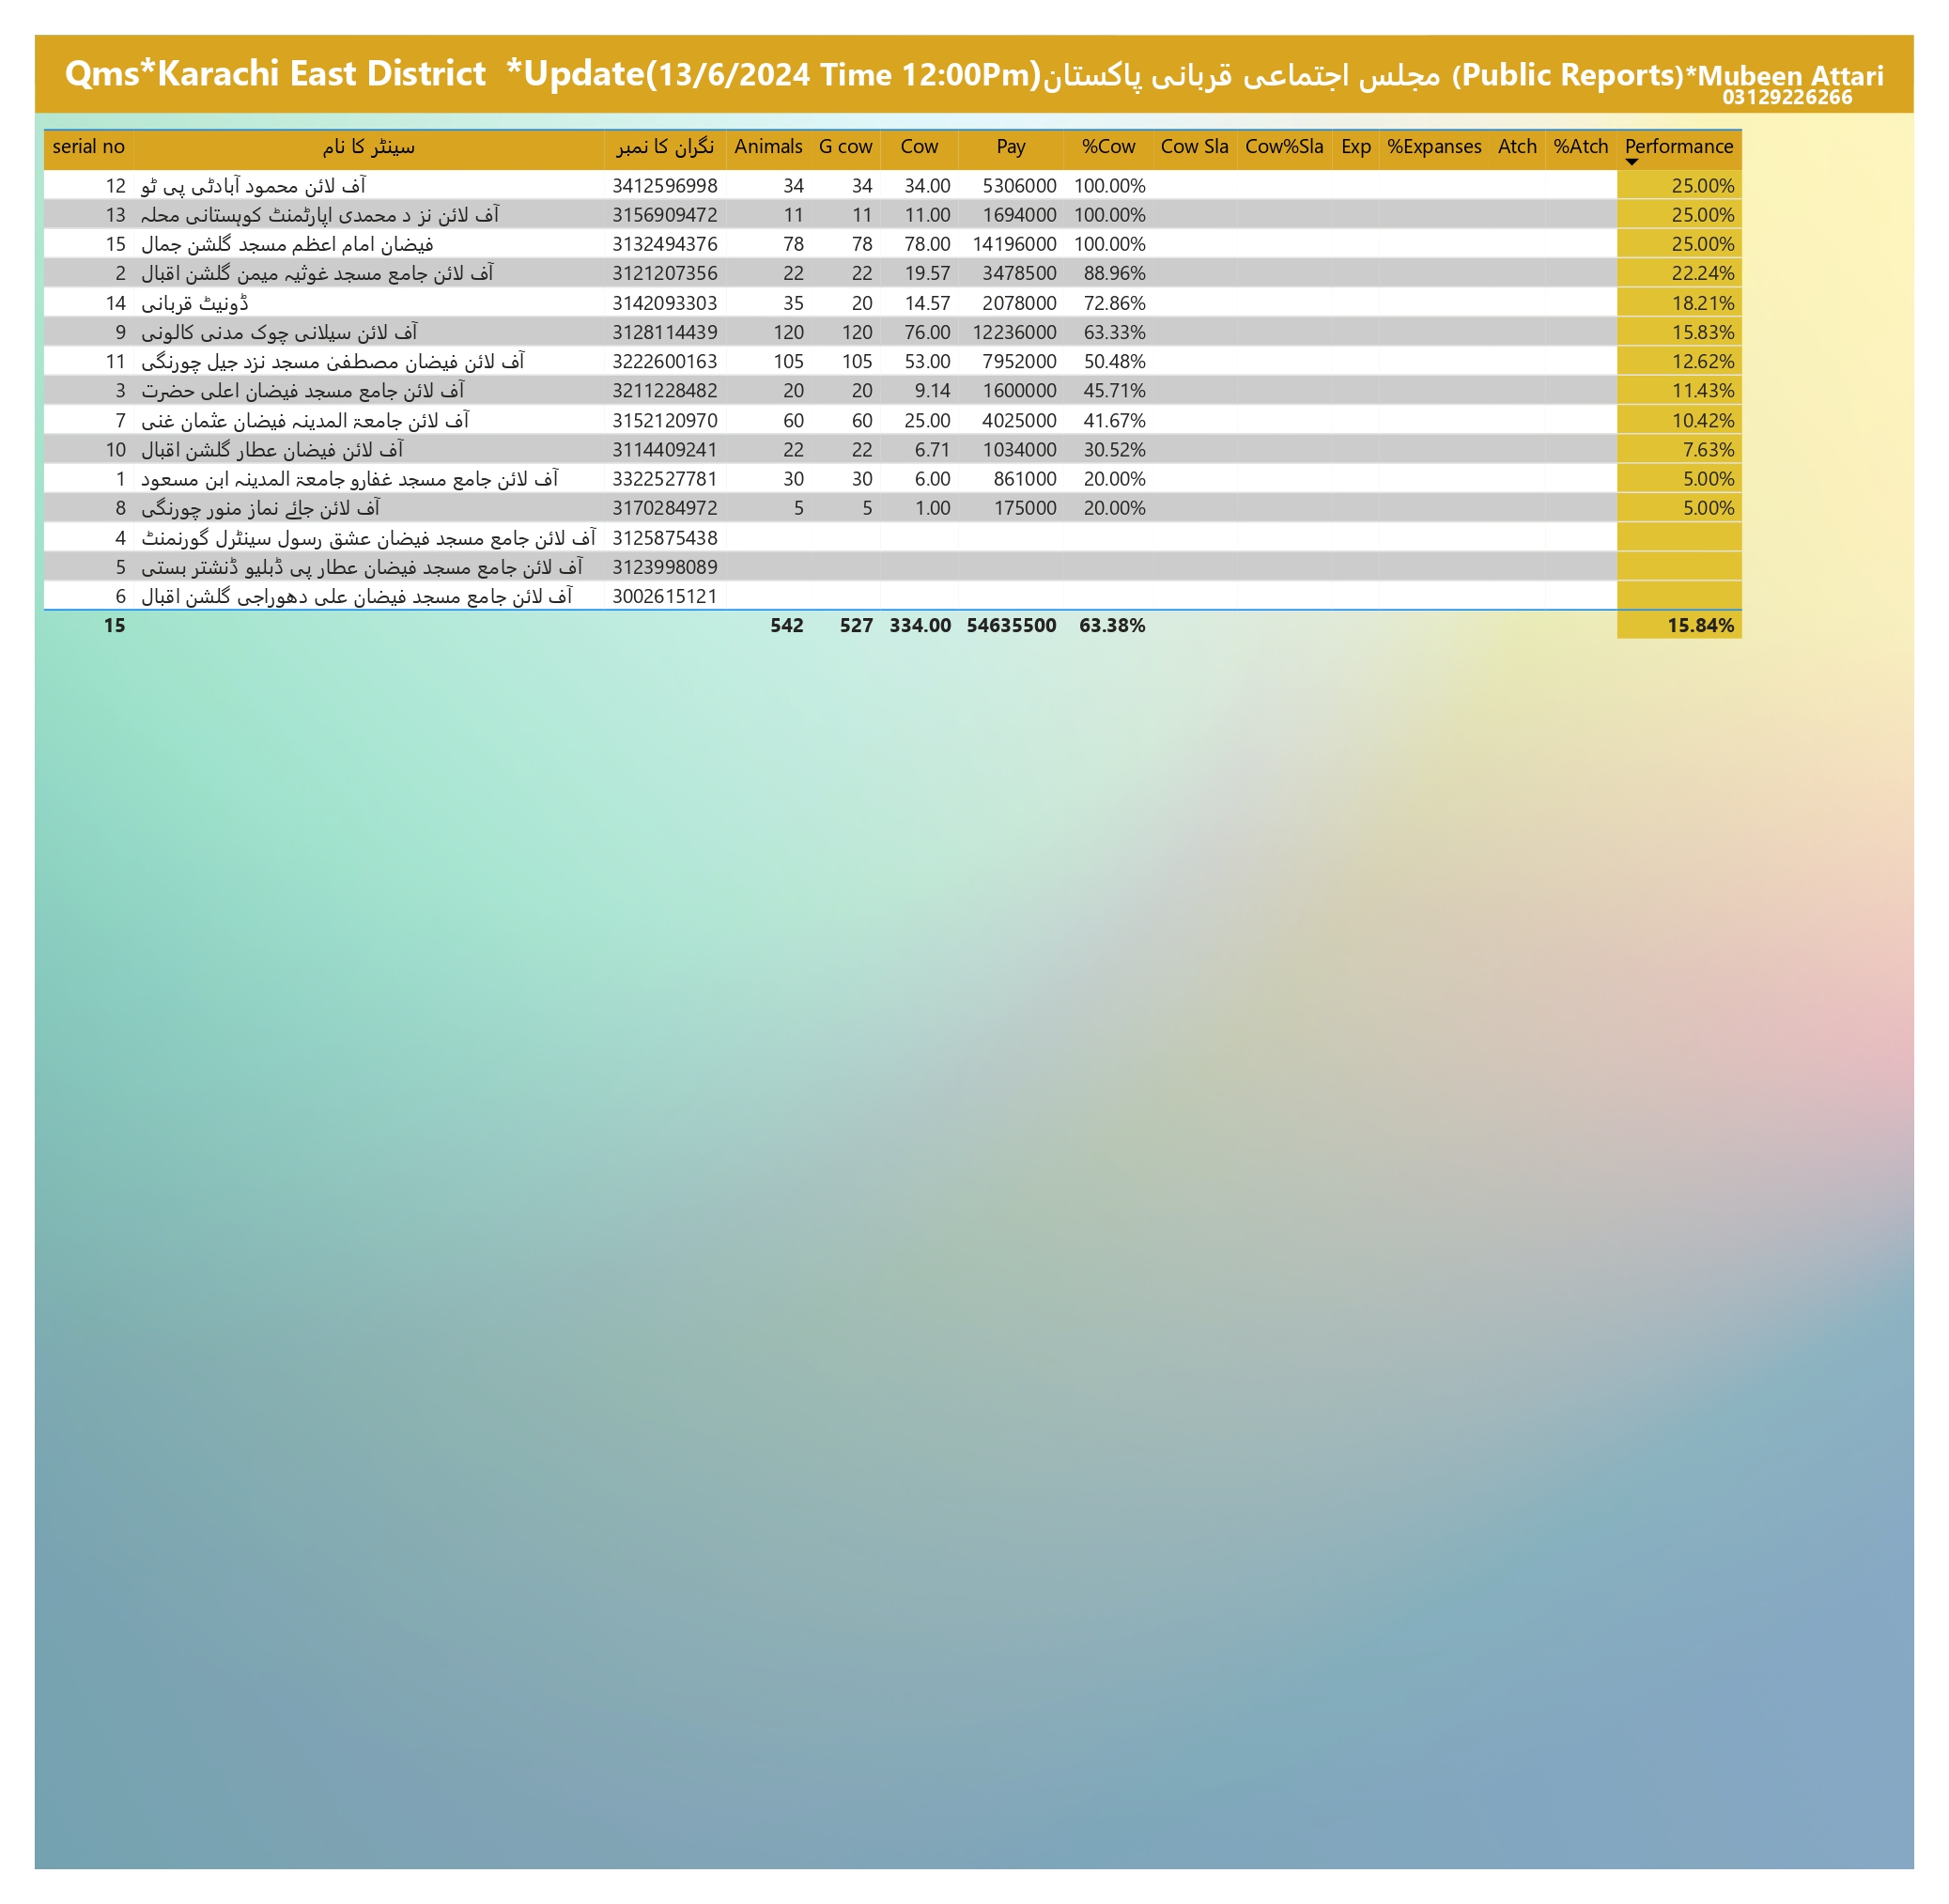 Qms*Karachi East District *Update(13/6/2024 Time 12:00Pm)مجلس اجتماعی قربانی پاکستان (Public Reports)*Mubeen Attari
03129226266
serial no سینٹر کا نام نگران کا نمبر Animals G cow Cow Pay %Cow Cow Sla Cow%Sla Exp %Expanses Atch %Atch Performance
12 آف لائن محمود آبادٹی پی ٹو 3412596998 34 34 34.00 5306000 100.00% 25.00%
13 آف لائن نز د محمدی اپارٹمنٹ کوہستانی محلہ 3156909472 11 11 11.00 1694000 100.00% 25.00%
15 فیضان امام اعظم مسجد گلشن جمال 3132494376 78 78 78.00 14196000 100.00% 25.00%
2 آف لائن جامع مسجد غوثیہ میمن گلشن اقبال 3121207356 22 22 19.57 3478500 88.96% 22.24%
14 ڈونیٹ قربانی 3142093303 35 20 14.57 2078000 72.86% 18.21%
9 آف لائن سیلانی چوک مدنی کالونی 3128114439 120 120 76.00 12236000 63.33% 15.83%
11 آف لائن فیضان مصطفیٰ مسجد نزد جیل چورنگی 3222600163 105 105 53.00 7952000 50.48% 12.62%
3 آف لائن جامع مسجد فیضان اعلی حضرت 3211228482 20 20 9.14 1600000 45.71% 11.43%
7 آف لائن جامعۃ المدینہ فیضان عثمان غنی 3152120970 60 60 25.00 4025000 41.67% 10.42%
10 آف لائن فیضان عطار گلشن اقبال 3114409241 22 22 6.71 1034000 30.52% 7.63%
1 آف لائن جامع مسجد غفارو جامعۃ المدینہ ابن مسعود 3322527781 30 30 6.00 861000 20.00% 5.00%
8 آف لائن جائے نماز منور چورنگی 3170284972 5 5 1.00 175000 20.00% 5.00%
4 آف لائن جامع مسجد فیضان عشق رسول سینٹرل گورنمنٹ 3125875438
5 آف لائن جامع مسجد فیضان عطار پی ڈبلیو ڈنشتر بستی 3123998089
6 آف لائن جامع مسجد فیضان علی دھوراجی گلشن اقبال 3002615121
15 542 527 334.00 54635500 63.38% 15.84%